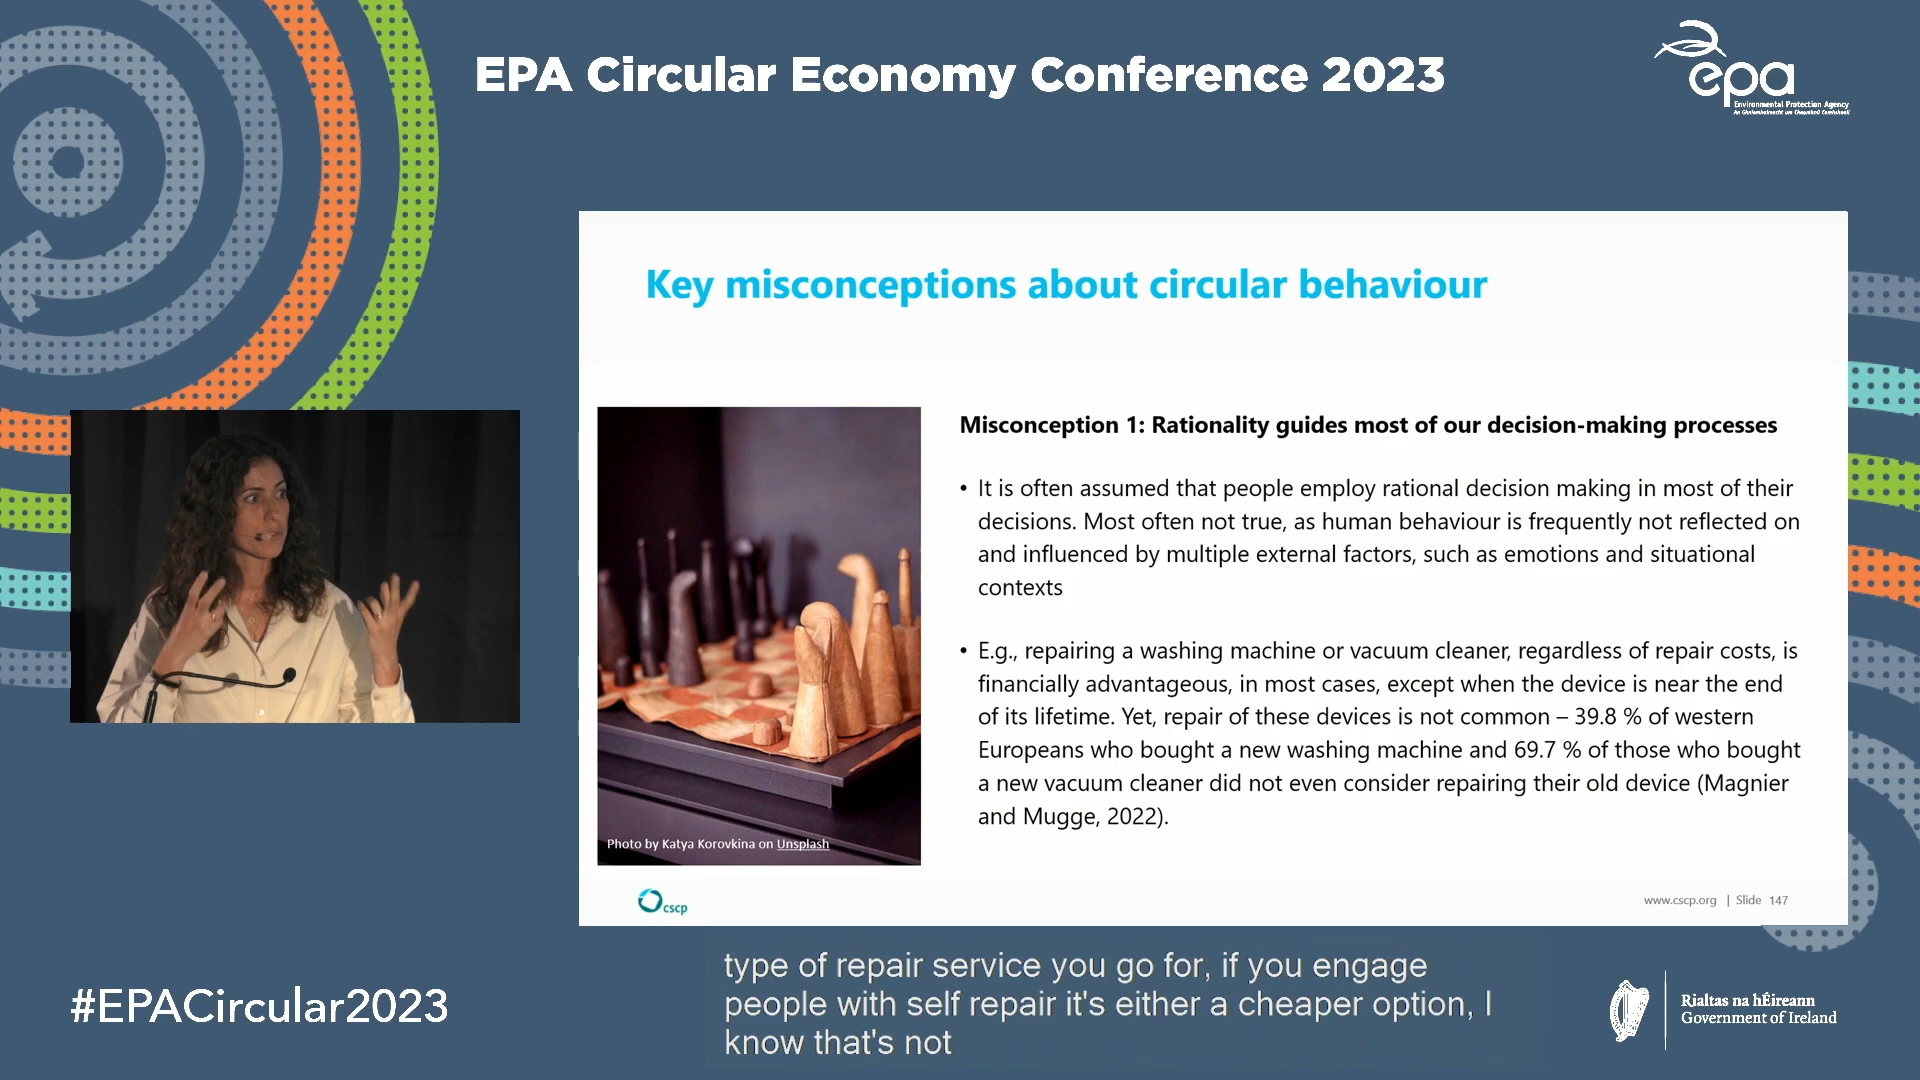 EPA Circular Economy Conference 2023
epa
Environmental Protection Agency
An Ghníomhaireacht um Chaomhnú Comhshaoil
Key misconceptions about circular behaviour
Misconception 1: Rationality guides most of our decision-making processes
• It is often assumed that people employ rational decision making in most of their
decisions. Most often not true, as human behaviour is frequently not reflected on
and influenced by multiple external factors, such as emotions and situational
contexts
• E.g., repairing a washing machine or vacuum cleaner, regardless of repair costs, is
financially advantageous, in most cases, except when the device is near the end
of its lifetime. Yet, repair of these devices is not common – 39.8 % of western
Europeans who bought a new washing machine and 69.7 % of those who bought
a new vacuum cleaner did not even consider repairing their old device (Magnier
and Mugge, 2022).
Photo by Katya Korovkina on Unsplash
cscp
www.cscp.org | Slide 147
type of repair service you go for, if you engage
people with self repair it's either a cheaper option, I
know that's not
#EPACircular2023
Rialtas na hÉireann
Government of Ireland